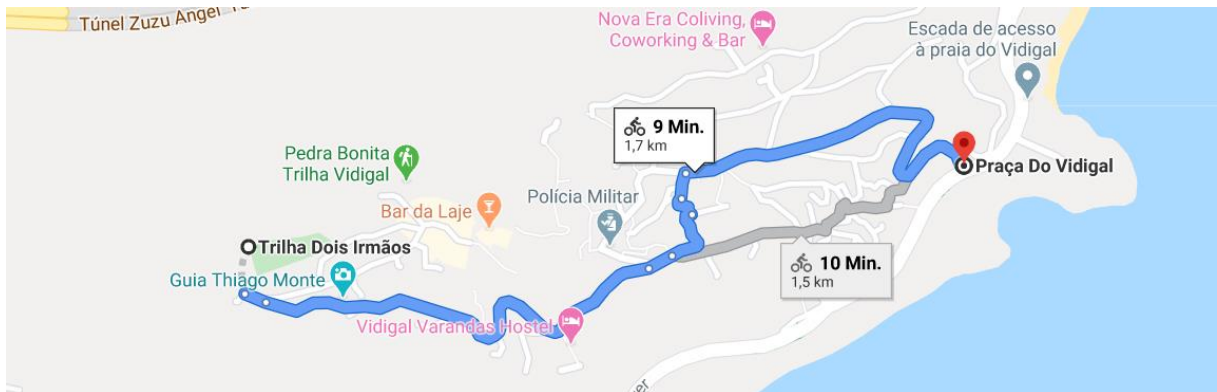 Túnel Zuzu Angel
Nova Era Coliving,
Coworking & Bar
Escada de acesso
à praia do Vidigal
9 Min.
1,7 km
Pedra Bonita
Trilha Vidigal
Praça Do Vidigal
Polícia Militar
Bar da Laje
Trilha Dois Irmãos
10 Min.
1,5 km
Guia Thiago Monte
Vidigal Varandas Hostel